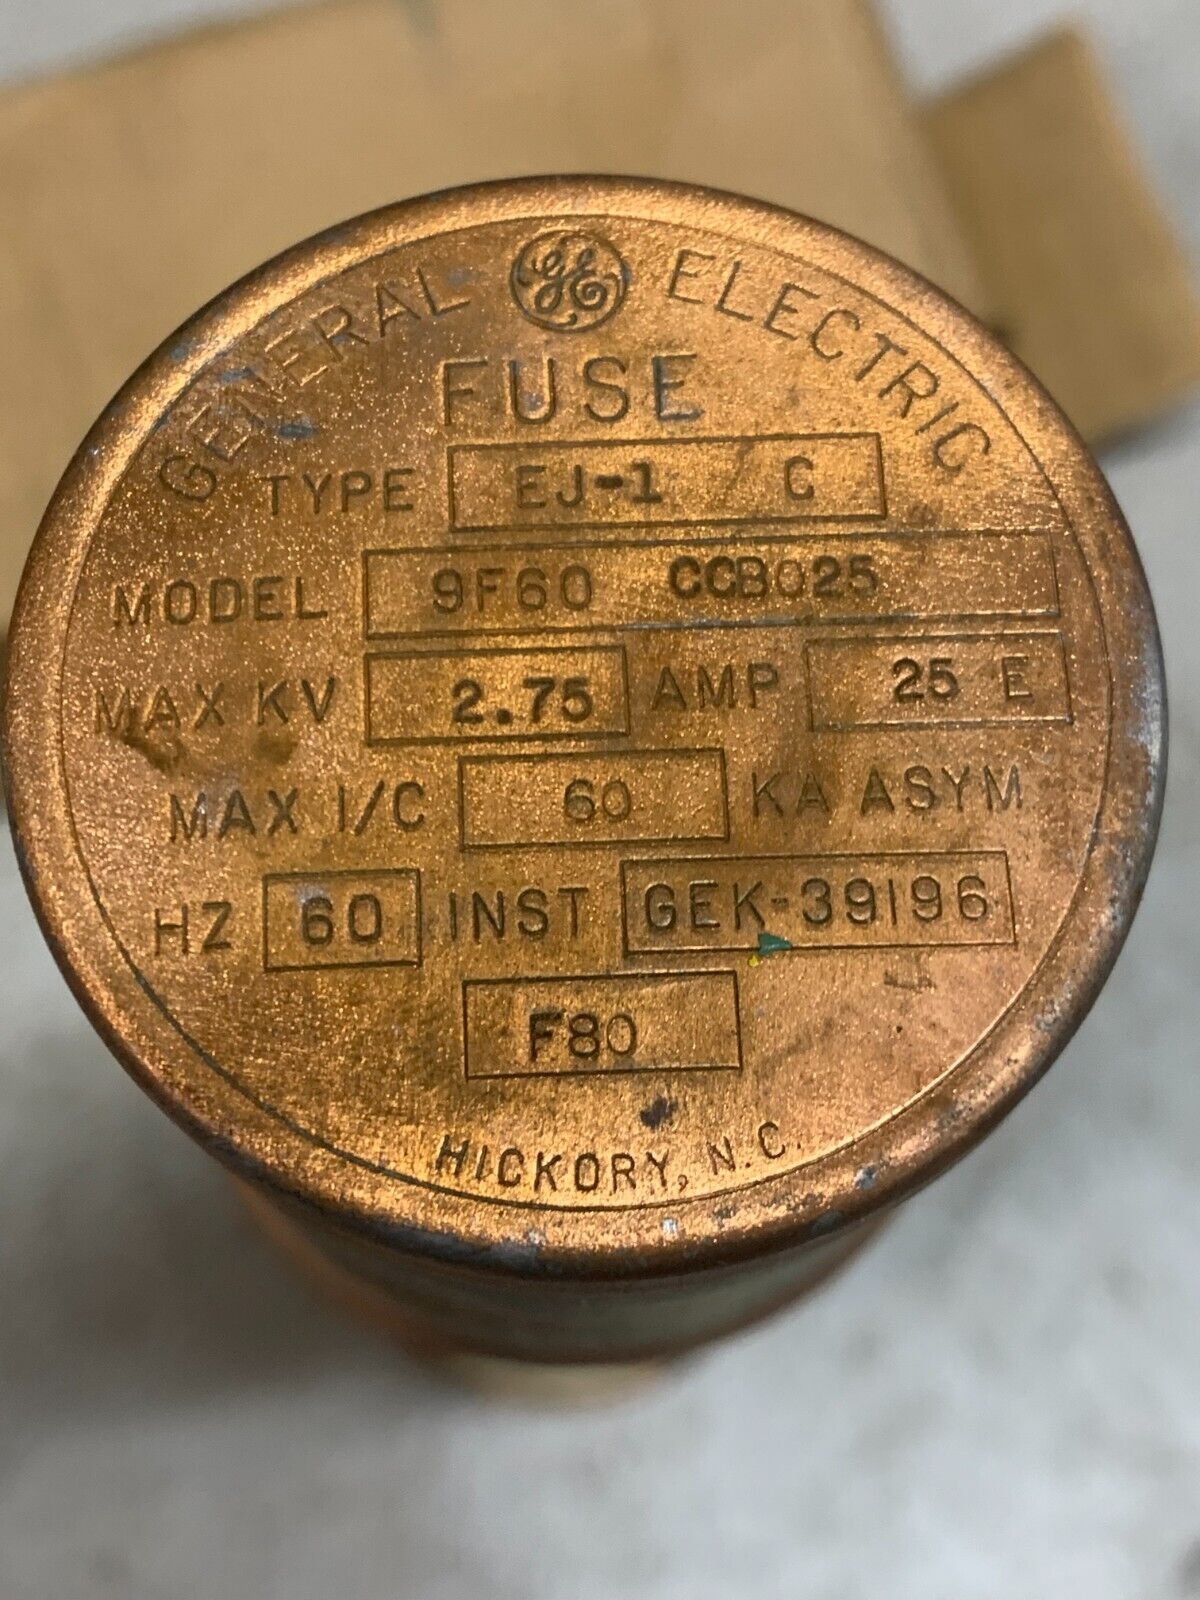 GENERAL GE ELECTRIC
FUSE
TYPE EJ-1 C
MODEL 9F60 CCB025
MAX KV 2.75 AMP 25 E
MAX I/C 60 KA ASYM
HZ 60 INST GEK-39196
F80
HICKORY, N.C.